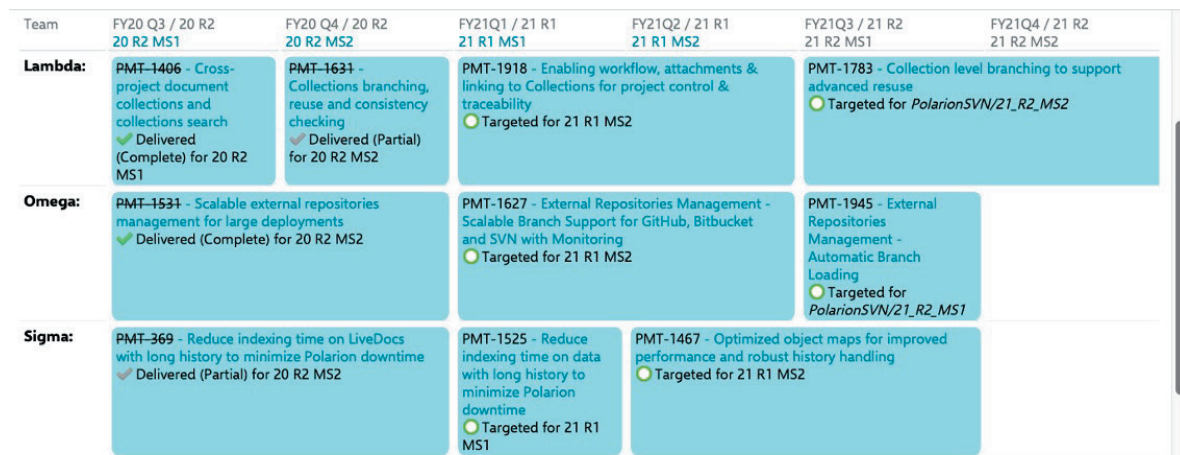 Team
FY20 Q3 / 20 R2
20 R2 MS1
FY20 Q4 / 20 R2
20 R2 MS2
FY21Q1 / 21 R1
21 R1 MS1
FY21Q2 / 21 R1
21 R1 MS2
FY21Q3 / 21 R2
21 R2 MS1
FY21Q4 / 21 R2
21 R2 MS2
Lambda:
PMT-1406 - Cross-
project document
collections and
collections search
Delivered
(Complete) for 20 R2
MS1
PMT-1631 -
Collections branching,
reuse and consistency
checking
Delivered (Partial)
for 20 R2 MS2
PMT-1918 - Enabling workflow, attachments &
linking to Collections for project control &
traceability
Targeted for 21 R1 MS2
PMT-1783 - Collection level branching to support
advanced resuse
Targeted for PolarionSVN/21_R2_MS2
Omega:
PMT-1531 - Scalable external repositories
management for large deployments
Delivered (Complete) for 20 R2 MS2
PMT-1627 - External Repositories Management -
Scalable Branch Support for GitHub, Bitbucket
and SVN with Monitoring
Targeted for 21 R1 MS2
PMT-1945 - External
Repositories
Management -
Automatic Branch
Loading
Targeted for
PolarionSVN/21_R2_MS1
Sigma:
PMT-369 - Reduce indexing time on LiveDocs
with long history to minimize Polarion downtime
Delivered (Partial) for 20 R2 MS2
PMT-1525 - Reduce
indexing time on data
with long history to
minimize Polarion
downtime
Targeted for 21 R1
MS1
PMT-1467 - Optimized object maps for improved
performance and robust history handling
Targeted for 21 R1 MS2